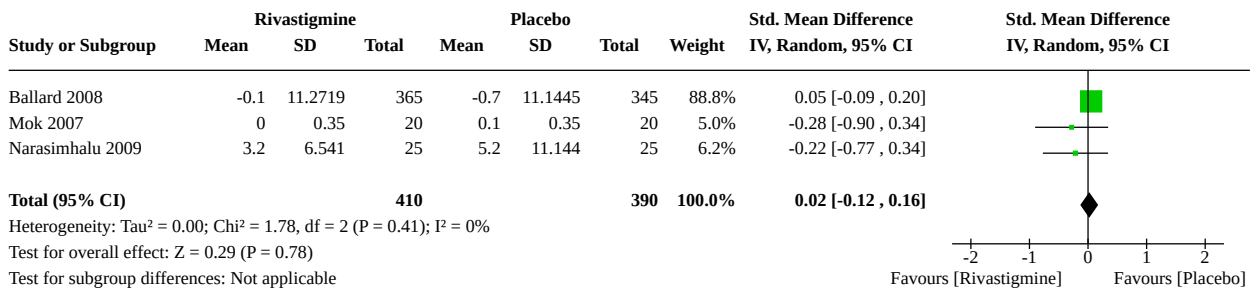 Rivastigmine Placebo Std. Mean Difference Std. Mean Difference
Study or Subgroup Mean SD Total Mean SD Total Weight IV, Random, 95% CI IV, Random, 95% CI
Ballard 2008 -0.1 11.2719 365 -0.7 11.1445 345 88.8% 0.05 [-0.09 , 0.20]
Mok 2007 0 0.35 20 0.1 0.35 20 5.0% -0.28 [-0.90 , 0.34]
Narasimhalu 2009 3.2 6.541 25 5.2 11.144 25 6.2% -0.22 [-0.77 , 0.34]
Total (95% CI) 410 390 100.0% 0.02 [-0.12 , 0.16]
Heterogeneity: Tau² = 0.00; Chi² = 1.78, df = 2 (P = 0.41); I² = 0%
Test for overall effect: Z = 0.29 (P = 0.78) -2 -1 0 1 2
Test for subgroup differences: Not applicable Favours [Rivastigmine] Favours [Placebo]